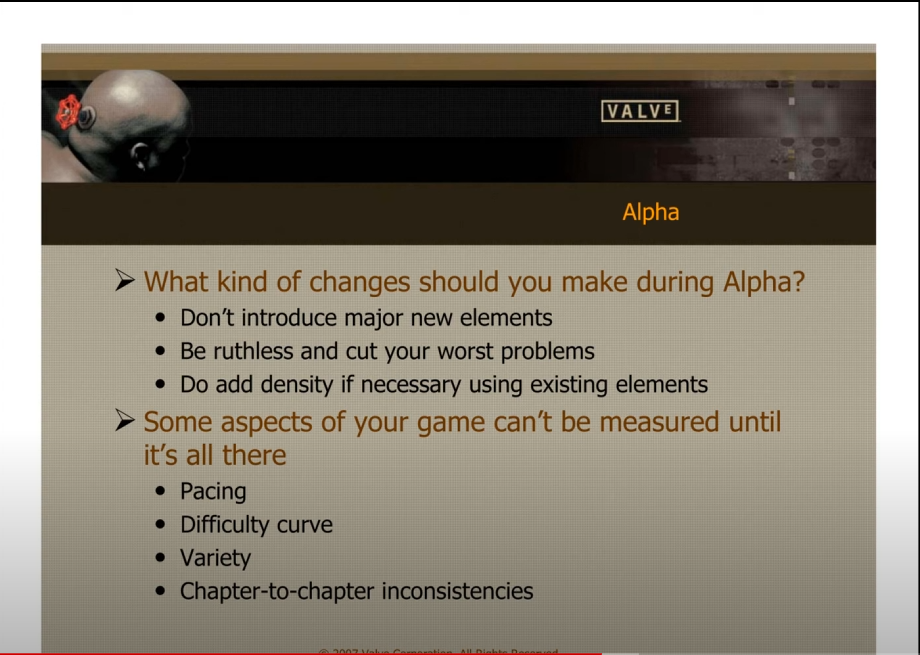 VALVE
Alpha
➢ What kind of changes should you make during Alpha?
• Don't introduce major new elements
• Be ruthless and cut your worst problems
• Do add density if necessary using existing elements
➢ Some aspects of your game can't be measured until
it's all there
• Pacing
• Difficulty curve
• Variety
• Chapter-to-chapter inconsistencies
© 2007 Valve Corporation. All Rights Reserved.